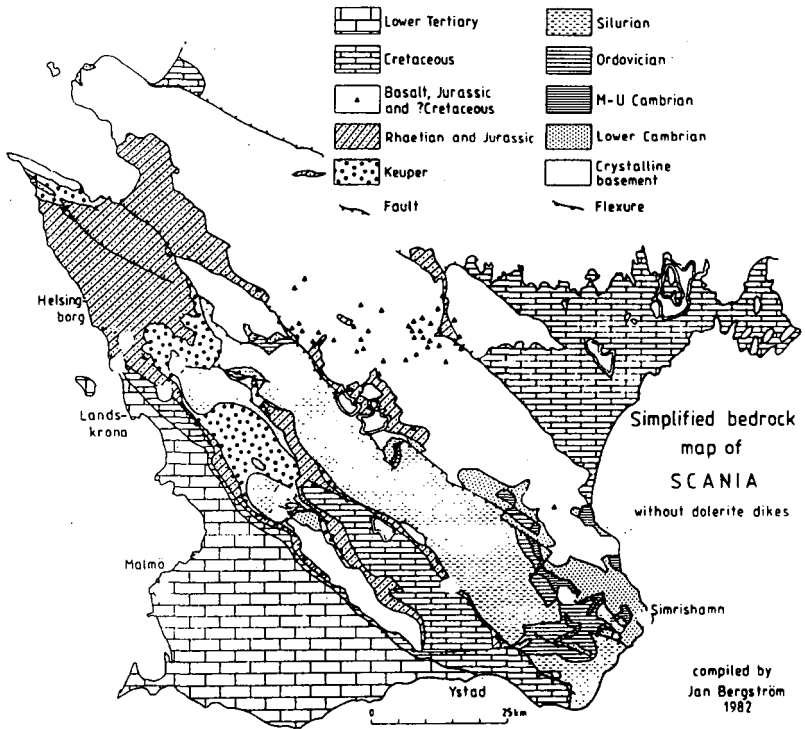 Lower Tertiary
Cretaceous
Basalt, Jurassic
and ?Cretaceous
Rhaetian and Jurassic
Keuper
Fault
Silurian
Ordovician
M-U Cambrian
Lower Cambrian
Crystalline
basement
Flexure
Helsing-
borg
Lands-
krona
Malmö
Simplified bedrock
map of
SCANIA
without dolerite dikes
Simrishamn
Ystad
0 25km
compiled by
Jan Bergström
1982